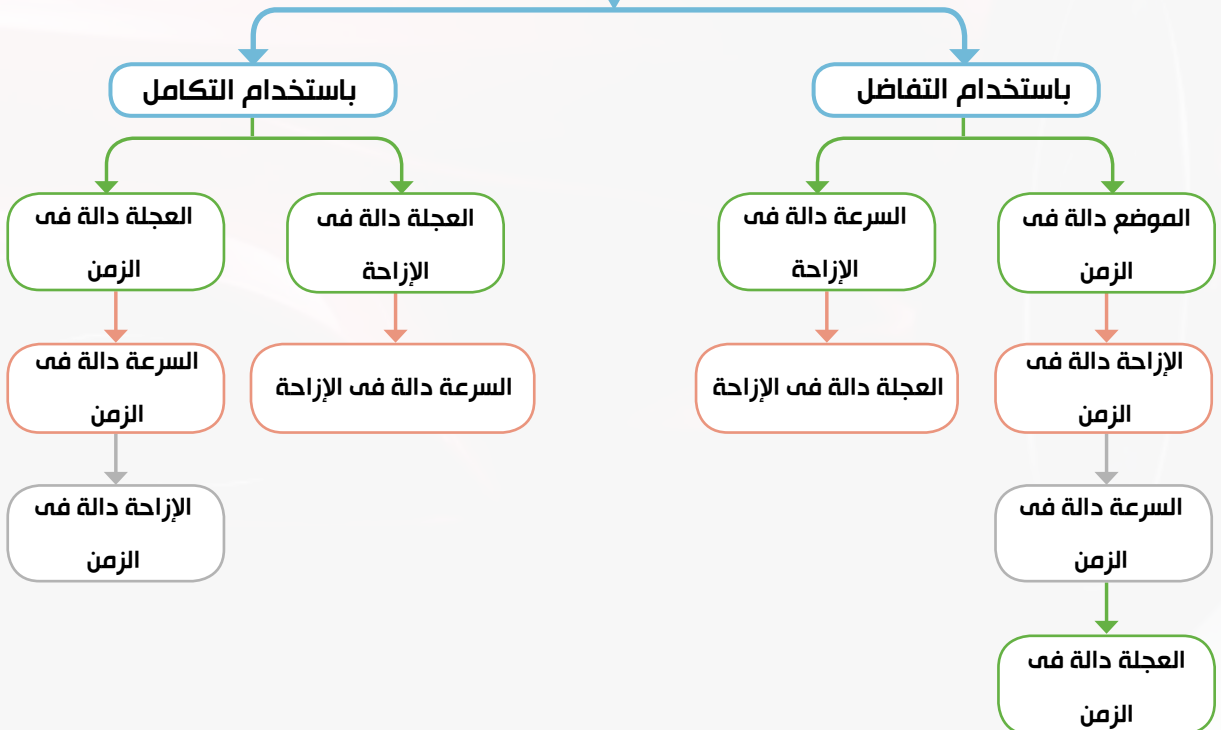 باستخدام التفاضل
باستخدام التكامل
الموضع دالة فى
الزمن
السرعة دالة فى
الإزاحة
العجلة دالة فى
الإزاحة
العجلة دالة فى
الزمن
الإزاحة دالة فى
الزمن
العجلة دالة فى الإزاحة
السرعة دالة فى الإزاحة
السرعة دالة فى
الزمن
السرعة دالة فى
الزمن
الإزاحة دالة فى
الزمن
العجلة دالة فى
الزمن